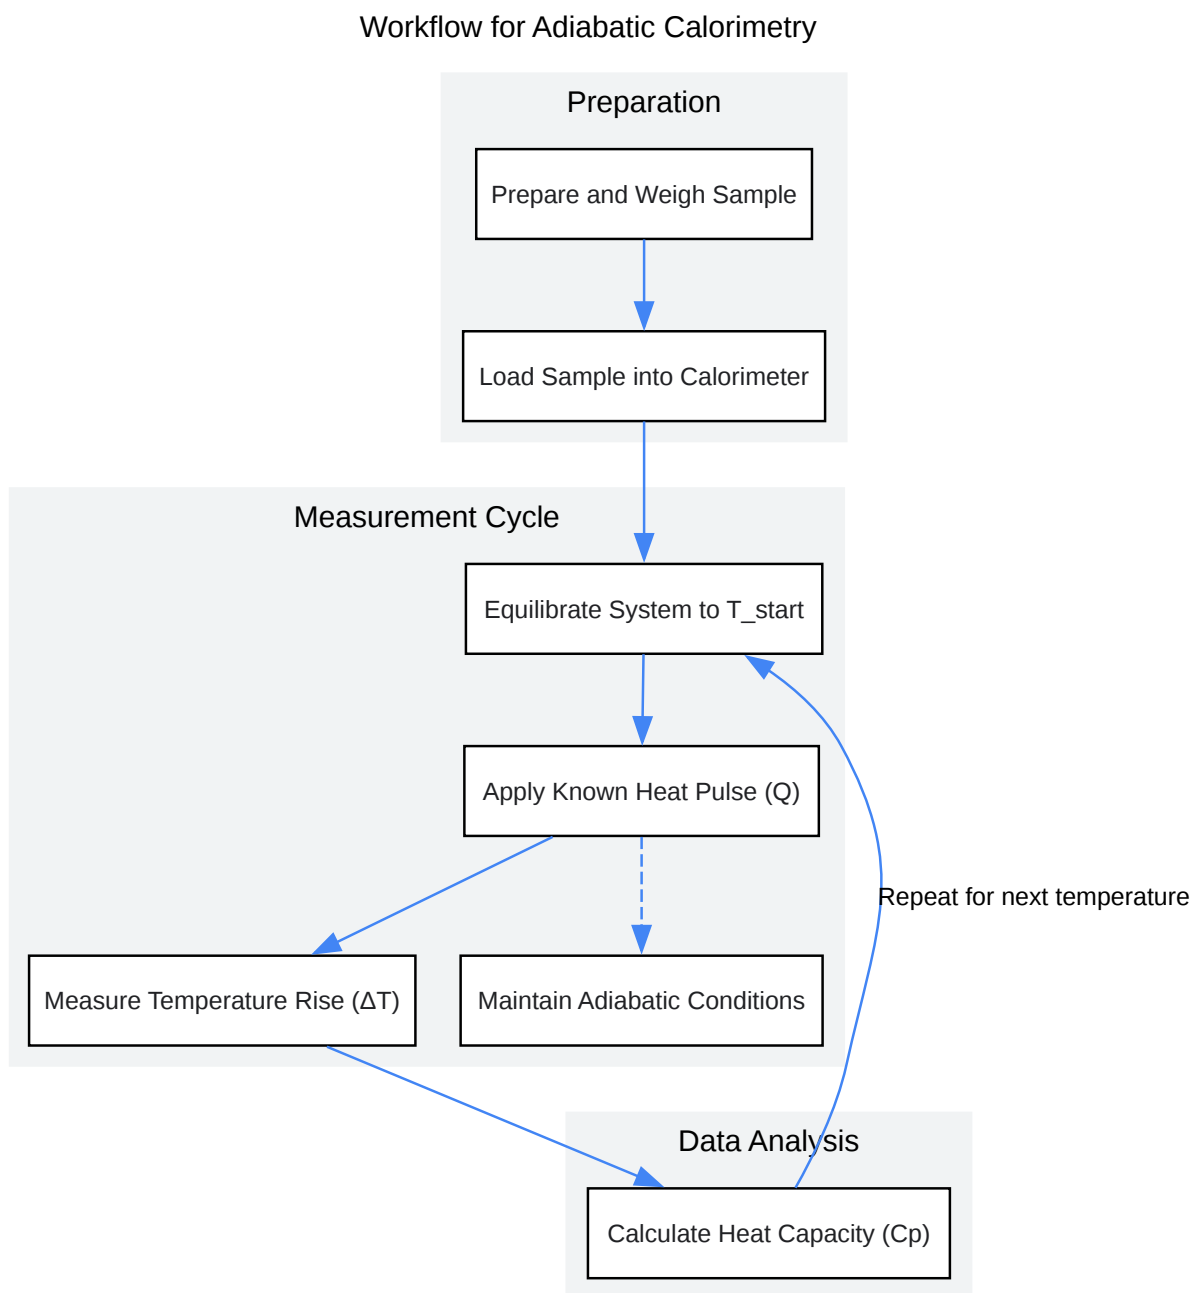 Workflow for Adiabatic Calorimetry
Preparation
Prepare and Weigh Sample
Load Sample into Calorimeter
Measurement Cycle
Equilibrate System to T_start
Apply Known Heat Pulse (Q)
Repeat for next temperature
Measure Temperature Rise (ΔT)
Maintain Adiabatic Conditions
Data Analysis
Calculate Heat Capacity (Cp)